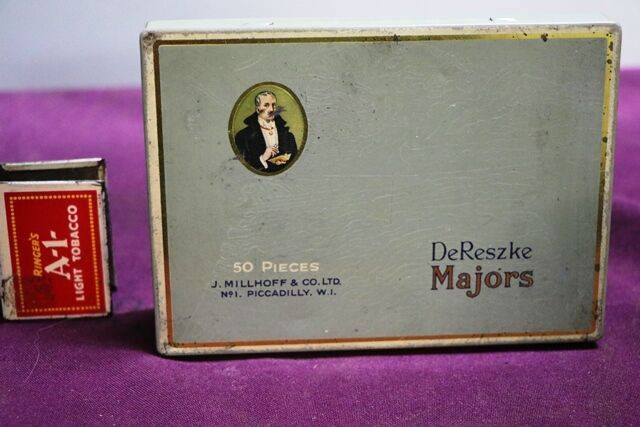 RINGER'S
A-1-
LIGHT TOBACCO
50 PIECES
J. MILLHOFF & CO. LTD.
Nº1. PICCADILLY. W.1.
DeReszke
Majors